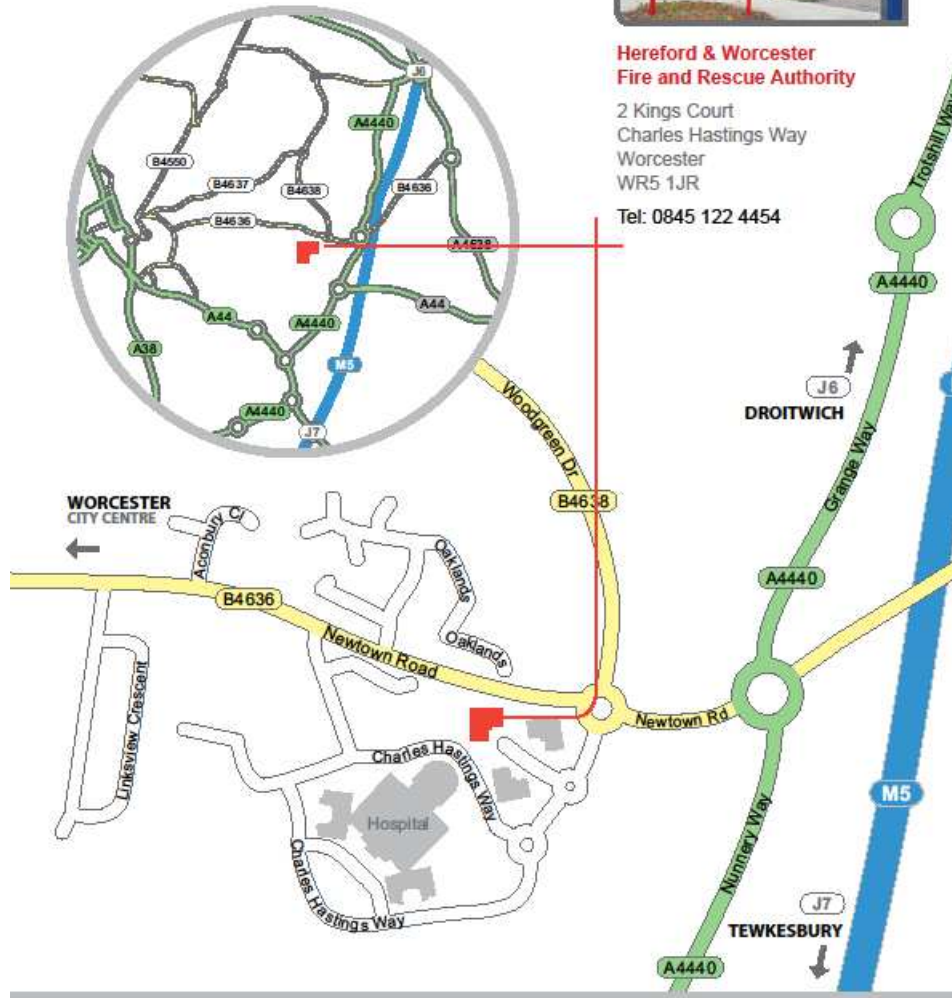 Hereford & Worcester
Fire and Rescue Authority
2 Kings Court
Charles Hastings Way
Worcester
WR5 1JR
Tel: 0845 122 4454
J6
A4440
B4550
B4637
B4638
B4636
B4636
A4538
A44
A44
A4440
A38
M5
A4440
J7
Trotshill Way
A4440
J6
DROITWICH
Grange Way
A4440
Woodgreen Dr
B4638
WORCESTER
CITY CENTRE
Aconbury Cl
Oaklands
Oaklands
B4636
Newtown Road
Newtown Rd
Linksview Crescent
Charles Hastings Way
Hospital
Charles Hastings Way
M5
Nunnery Way
J7
TEWKESBURY
A4440